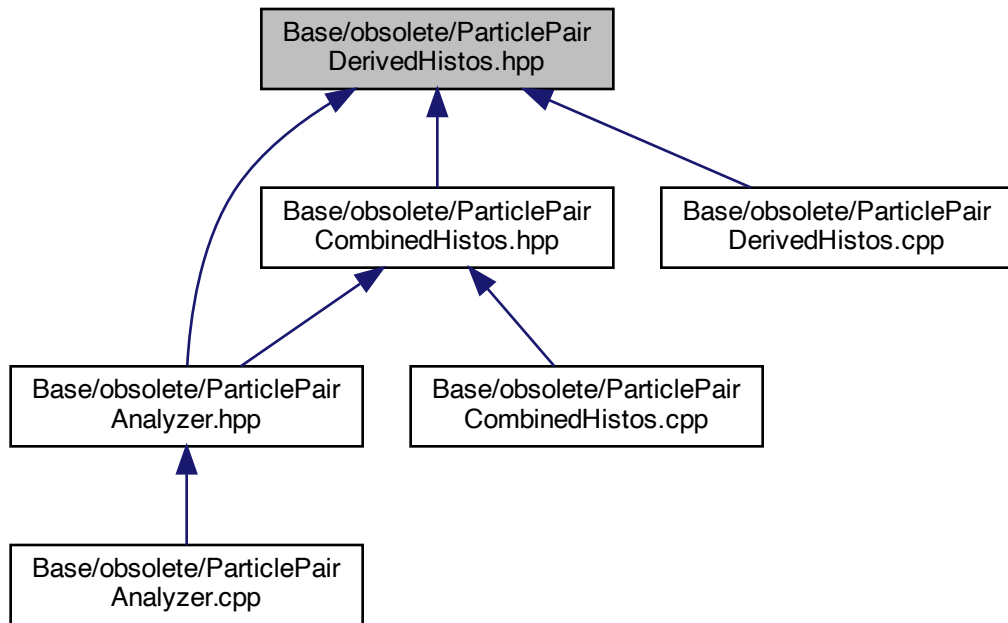 Base/obsolete/ParticlePair
DerivedHistos.hpp
Base/obsolete/ParticlePair
CombinedHistos.hpp
Base/obsolete/ParticlePair
DerivedHistos.cpp
Base/obsolete/ParticlePair
Analyzer.hpp
Base/obsolete/ParticlePair
CombinedHistos.cpp
Base/obsolete/ParticlePair
Analyzer.cpp